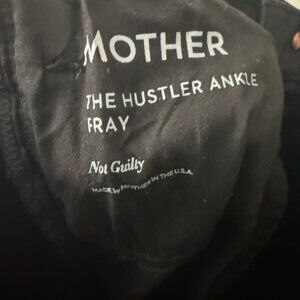 MOTHER
THE HUSTLER ANKLE
FRAY
Not Guilty
MADE by MOTHER IN THE U.S.A.